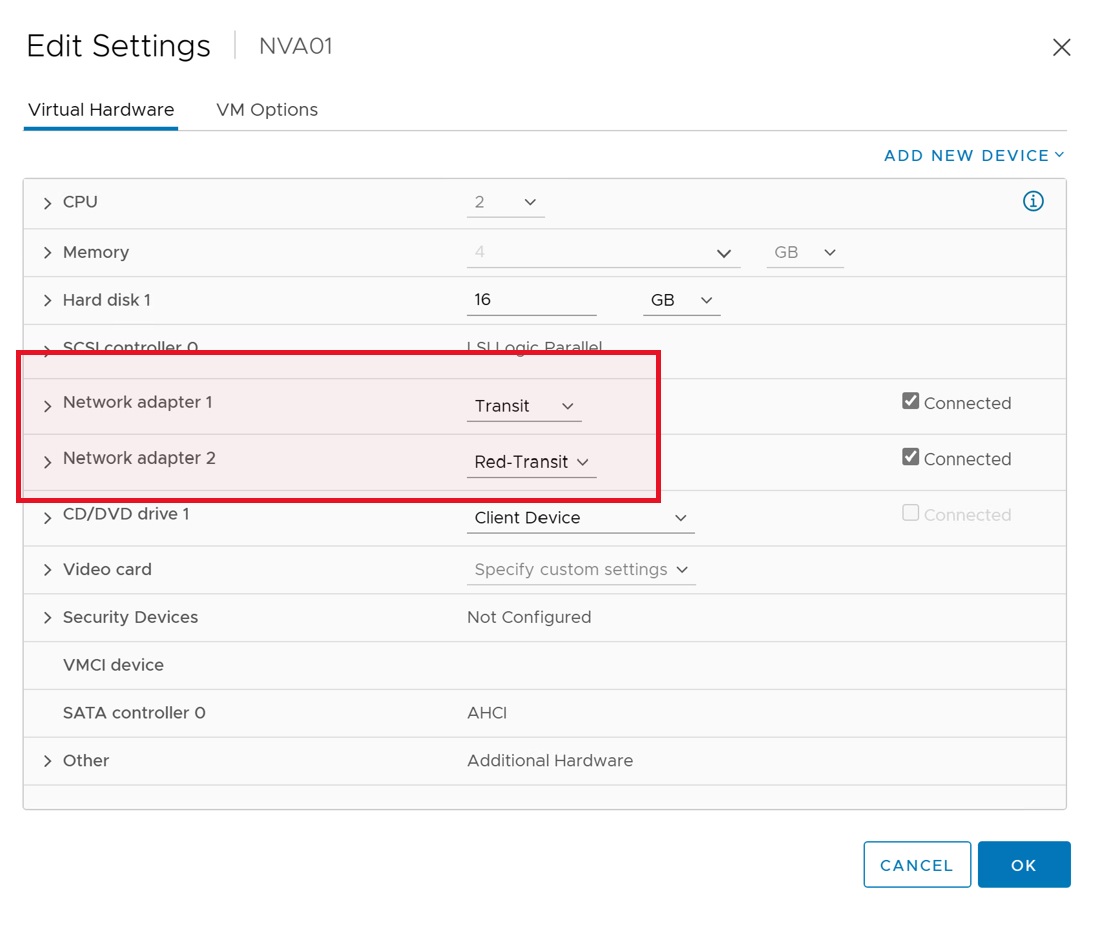 Edit Settings NVA01
Virtual Hardware VM Options
ADD NEW DEVICE
CPU 2
Memory 4 GB
Hard disk 1 16 GB
SCSI controller 0 LSI Logic Parallel
Network adapter 1 Transit Connected
Network adapter 2 Red-Transit Connected
CD/DVD drive 1 Client Device Connected
Video card Specify custom settings
Security Devices Not Configured
VMCI device
SATA controller 0 AHCI
Other Additional Hardware
CANCEL OK